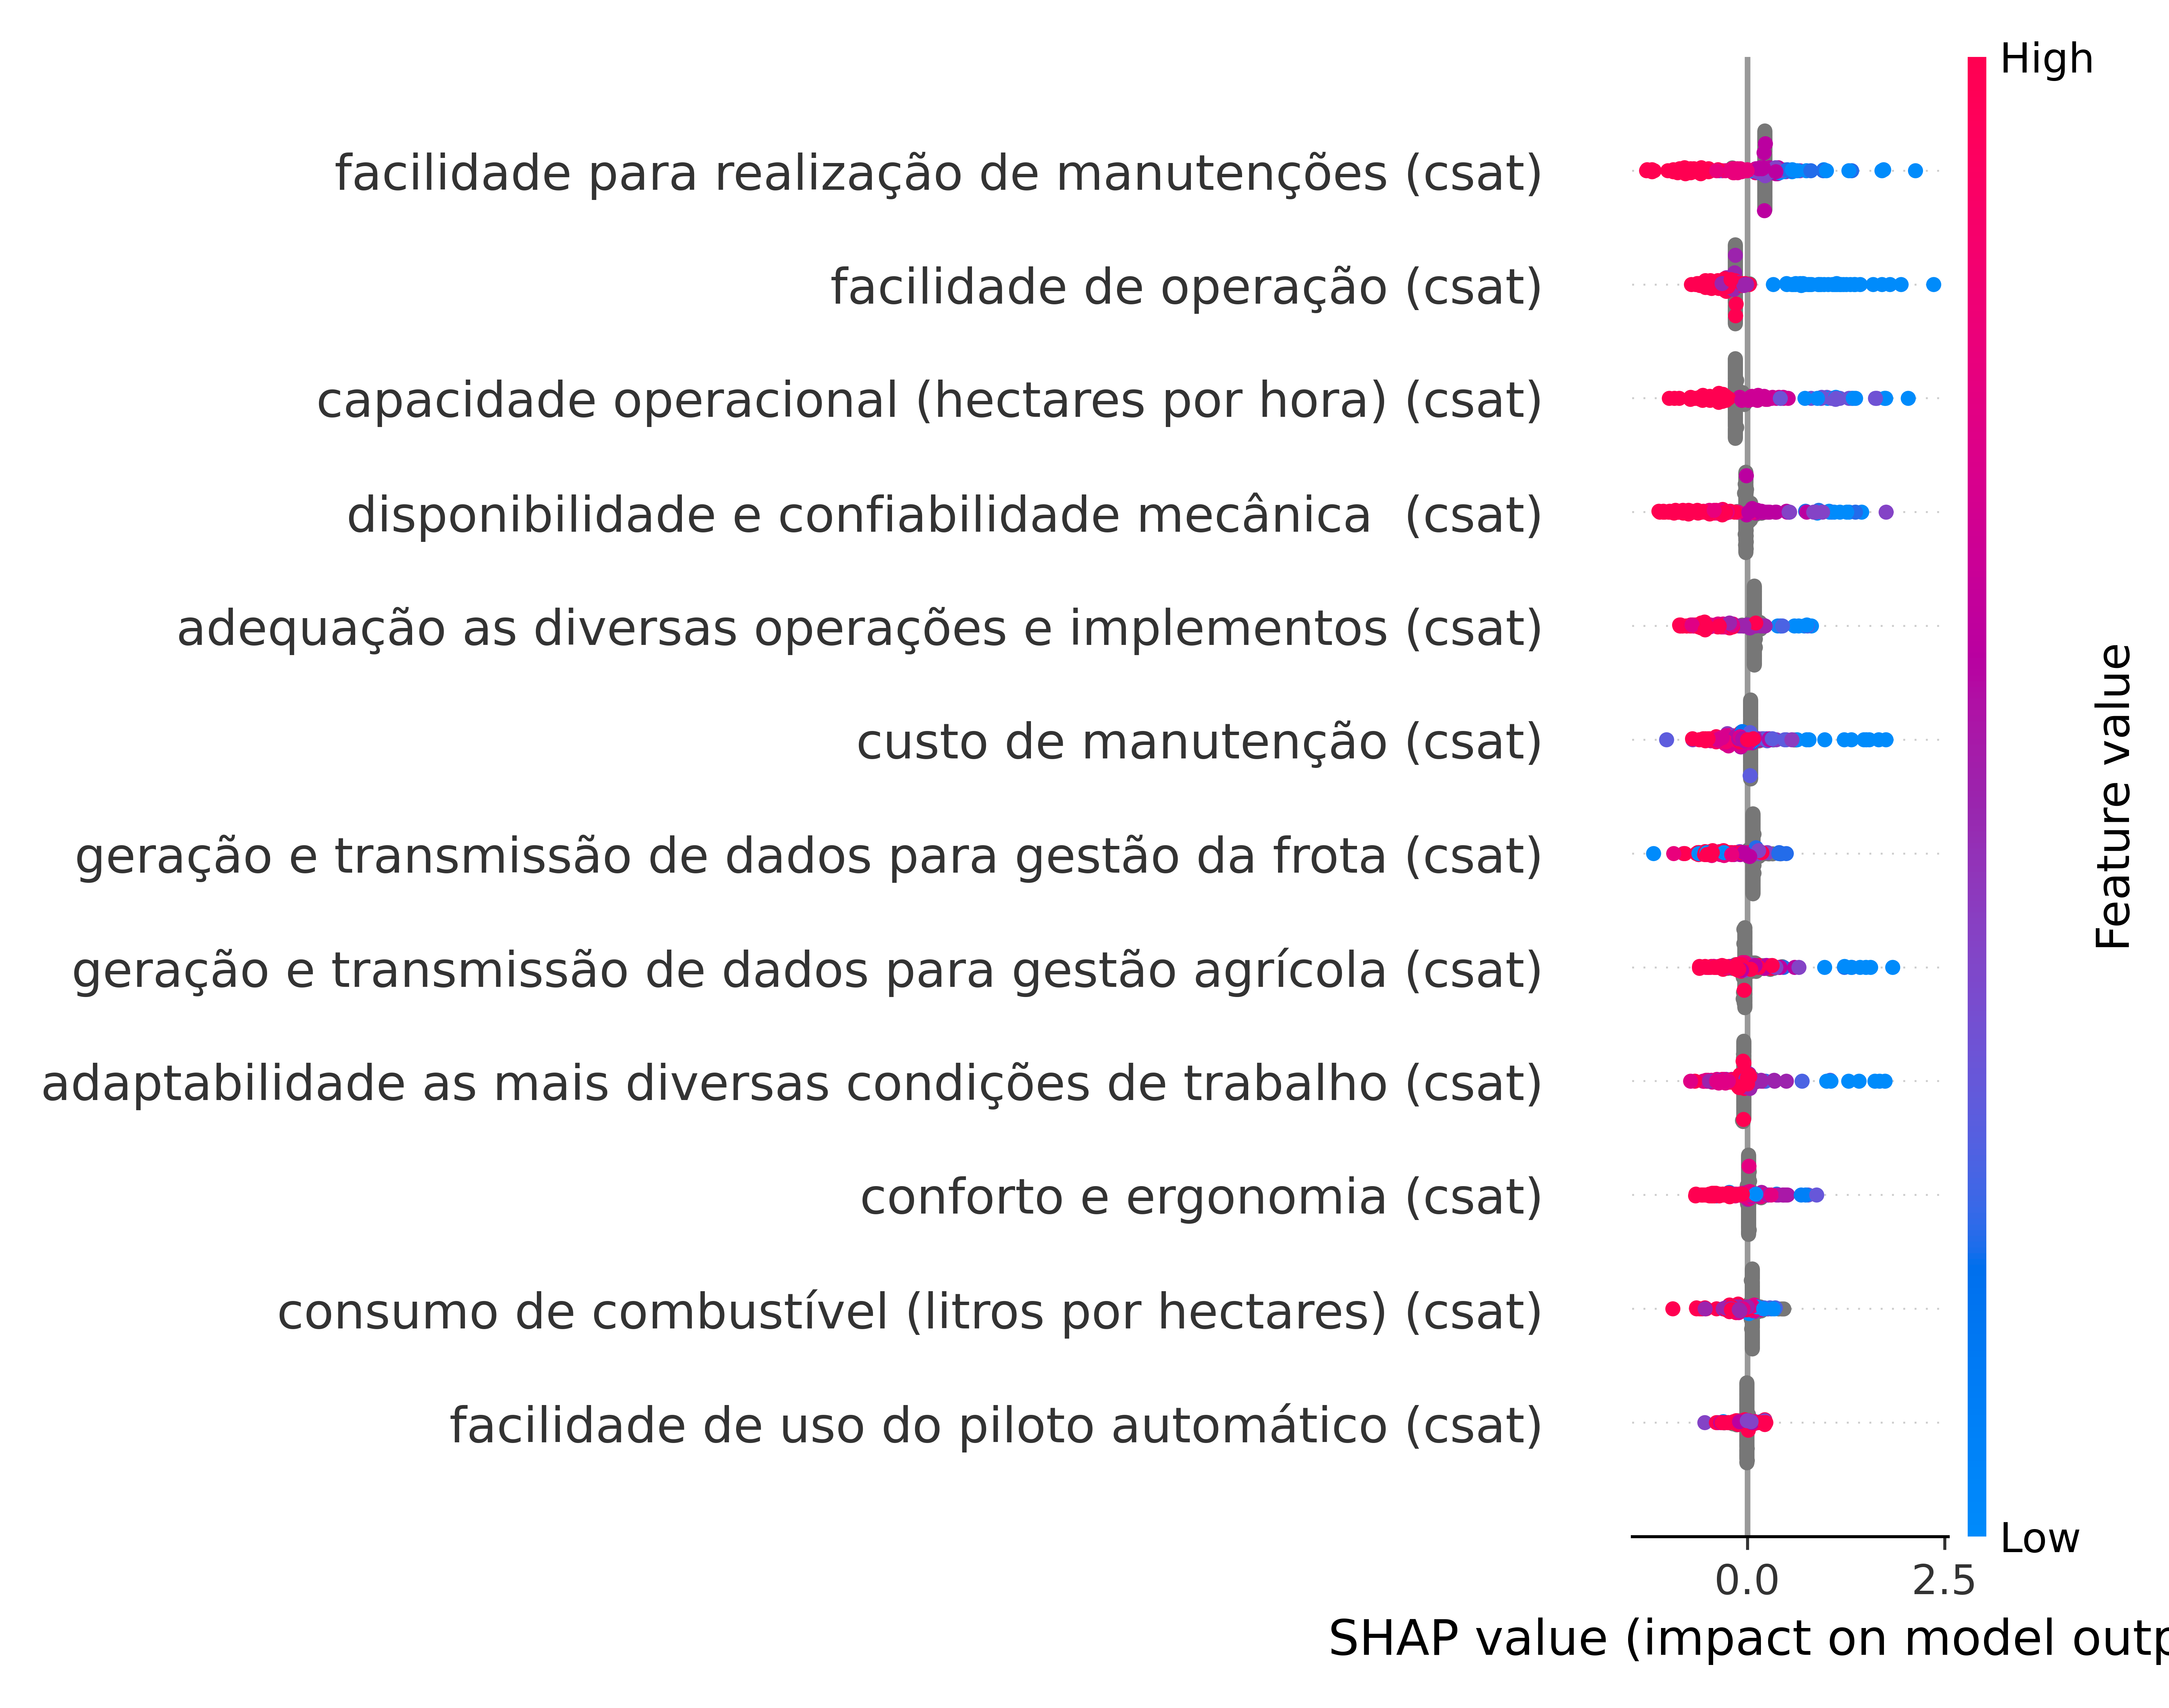 High
facilidade para realização de manutenções (csat)
facilidade de operação (csat)
capacidade operacional (hectares por hora) (csat)
disponibilidade e confiabilidade mecânica  (csat)
adequação as diversas operações e implementos (csat)
custo de manutenção (csat)
geração e transmissão de dados para gestão da frota (csat)
geração e transmissão de dados para gestão agrícola (csat)
adaptabilidade as mais diversas condições de trabalho (csat)
conforto e ergonomia (csat)
consumo de combustível (litros por hectares) (csat)
facilidade de uso do piloto automático (csat)
Feature value
Low
0.0 2.5
SHAP value (impact on model outp